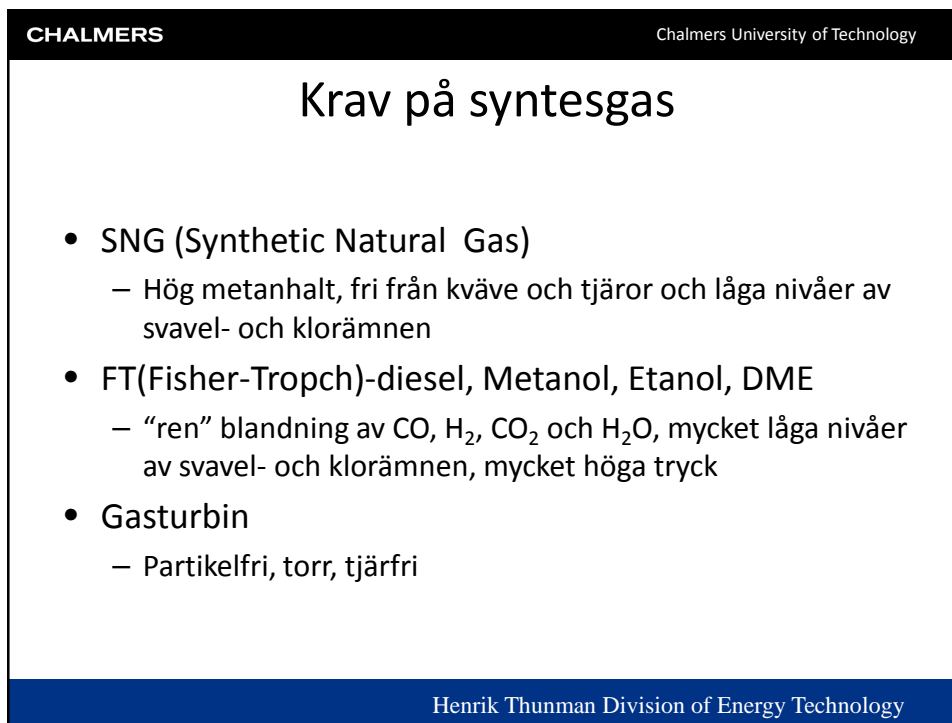 CHALMERS
Chalmers University of Technology
Krav på syntesgas
• SNG (Synthetic Natural Gas)
– Hög metanhalt, fri från kväve och tjäror och låga nivåer av
svavel- och klorämnen
• FT(Fisher-Tropch)-diesel, Metanol, Etanol, DME
– “ren” blandning av CO, H₂, CO₂ och H₂O, mycket låga nivåer
av svavel- och klorämnen, mycket höga tryck
• Gasturbin
– Partikelfri, torr, tjärfri
Henrik Thunman Division of Energy Technology